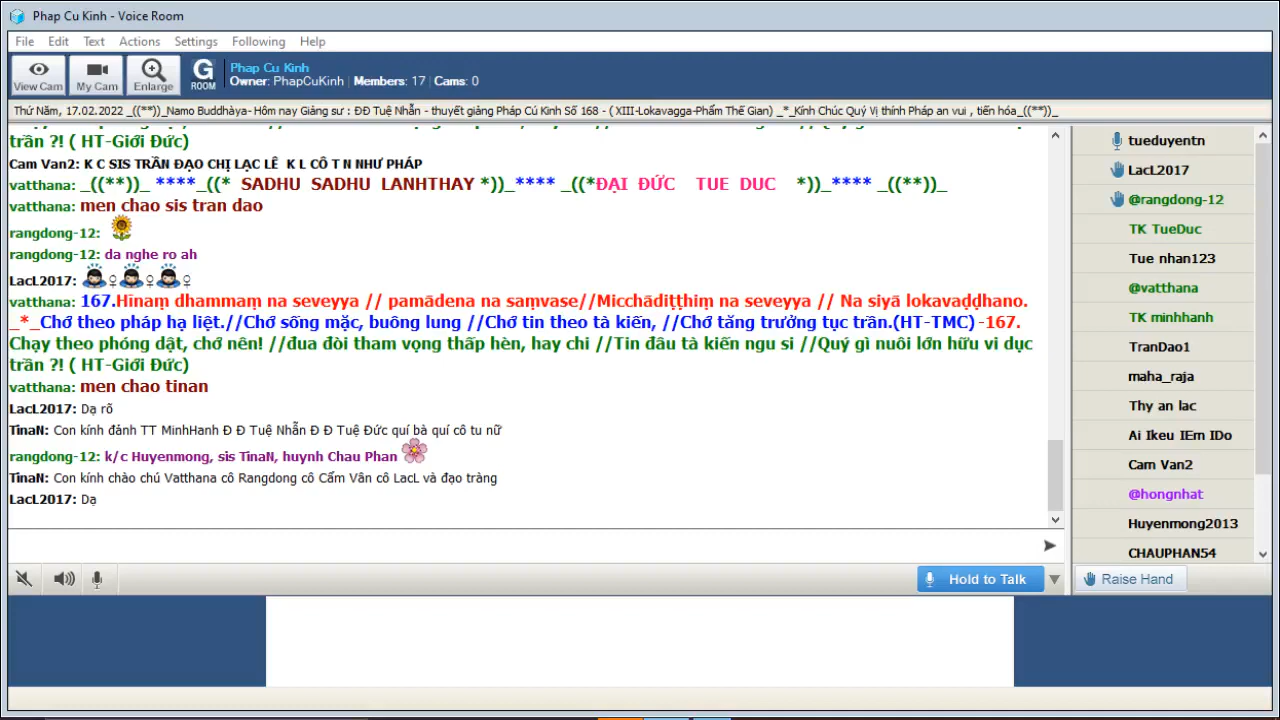 Phap Cu Kinh - Voice Room
File Edit Text Actions Settings Following Help
View Cam My Cam Enlarge G ROOM
Phap Cu Kinh
Owner: PhapCuKinh Members: 17 Cams: 0
Thứ Năm, 17.02.2022 _((**))_Namo Buddhàya- Hôm nay Giảng sư : ĐĐ Tuệ Nhẫn - thuyết giảng Pháp Cú Kinh Số 168 - ( XIII-Lokavagga-Phẩm Thế Gian) _*_Kính Chúc Quý Vị thính Pháp an vui , tiến hóa_((**))_
trần ?! ( HT-Giới Đức)
Cam Van2: K C SIS TRẦN ĐẠO CHỊ LẠC LÊ K L CÔ T N NHƯ PHÁP
vatthana: _((**))_ ****_((* SADHU SADHU LANHTHAY *))_**** _((*ĐẠI ĐỨC TUE DUC *))_**** _((**))_
vatthana: men chao sis tran dao
rangdong-12:
rangdong-12: da nghe ro ah
LacL2017: ♀ ♀ ♀
vatthana: 167.Hīnaṃ dhammaṃ na seveyya // pamādena na saṃvase//Micchādiṭṭhiṃ na seveyya // Na siyā lokavaḍḍhano.
_*_Chớ theo pháp hạ liệt.//Chớ sống mặc, buông lung //Chớ tin theo tà kiến, //Chớ tăng trưởng tục trần.(HT-TMC) -167.
Chạy theo phóng dật, chớ nên! //đua đòi tham vọng thấp hèn, hay chi //Tin đâu tà kiến ngu si //Quý gì nuôi lớn hữu vi dục
trần ?! ( HT-Giới Đức)
vatthana: men chao tinan
LacL2017: Dạ rõ
TinaN: Con kính đảnh TT MinhHanh Đ Đ Tuệ Nhẫn Đ Đ Tuệ Đức quí bà quí cô tu nữ
rangdong-12: k/c Huyenmong, sis TinaN, huynh Chau Phan
TinaN: Con kính chào chú Vatthana cô Rangdong cô Cẩm Vân cô LacL và đạo tràng
LacL2017: Dạ
Hold to Talk
tueduyentn
LacL2017
@rangdong-12
TK TueDuc
Tue nhan123
@vatthana
TK minhhanh
TranDao1
maha_raja
Thy an lac
Ai Ikeu IEm IDo
Cam Van2
@hongnhat
Huyenmong2013
CHAUPHAN54
Raise Hand